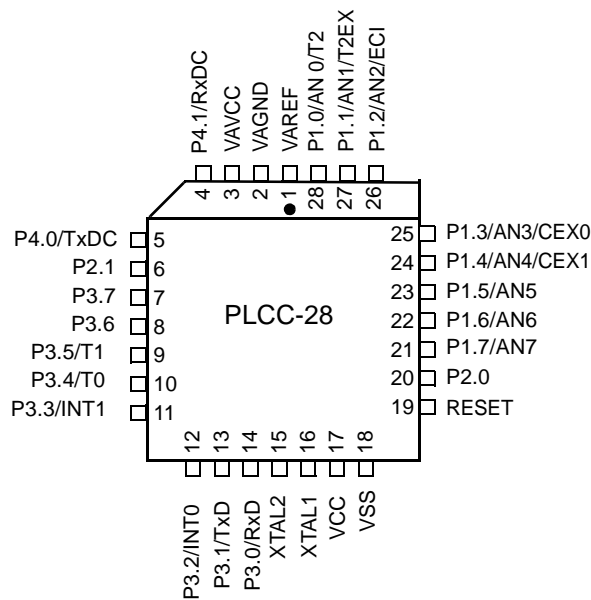 P4.1/RxDC
VAVCC
VAGND
VAREF
P1.0/AN 0/T2
P1.1/AN1/T2EX
P1.2/AN2/ECI
4
3
2
1
28
27
26
P4.0/TxDC 5
P2.1 6
P3.7 7
P3.6 8
P3.5/T1 9
P3.4/T0 10
P3.3/INT1 11
PLCC-28
25 P1.3/AN3/CEX0
24 P1.4/AN4/CEX1
23 P1.5/AN5
22 P1.6/AN6
21 P1.7/AN7
20 P2.0
19 RESET
12
13
14
15
16
17
18
P3.2/INT0
P3.1/TxD
P3.0/RxD
XTAL2
XTAL1
VCC
VSS